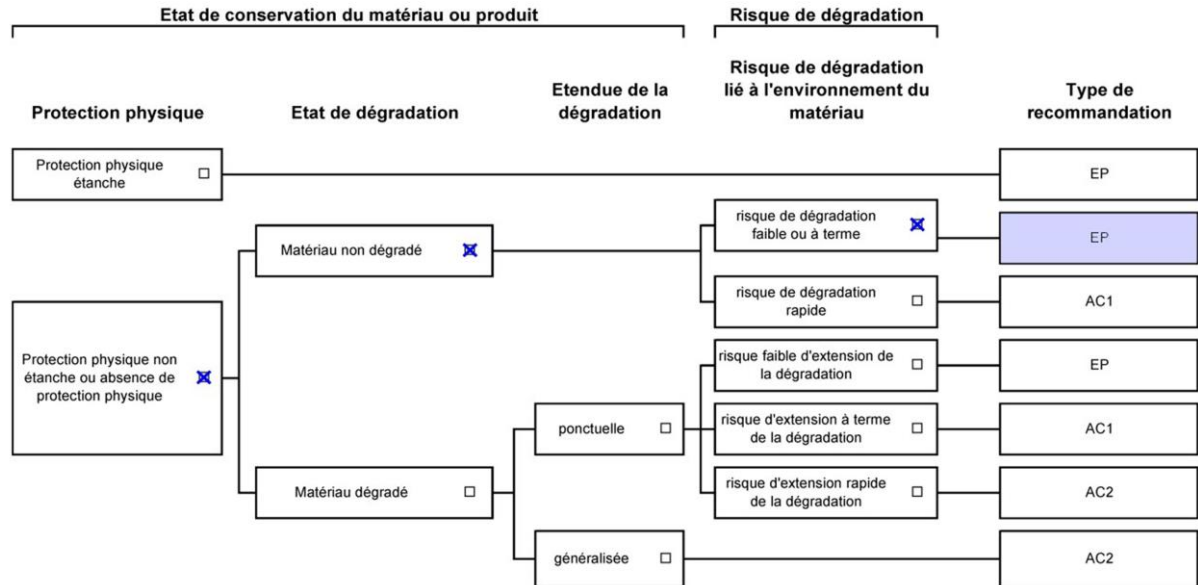 Etat de conservation du matériau ou produit
Risque de dégradation
Protection physique
Etat de dégradation
Etendue de la
dégradation
Risque de dégradation
lié à l'environnement du
matériau
Type de
recommandation
Protection physique
étanche
EP
risque de dégradation
faible ou à terme
EP
Matériau non dégradé
risque de dégradation
rapide
AC1
Protection physique non
étanche ou absence de
protection physique
risque faible d'extension de
la dégradation
EP
ponctuelle
risque d'extension à terme
de la dégradation
AC1
Matériau dégradé
risque d'extension rapide
de la dégradation
AC2
généralisée
AC2